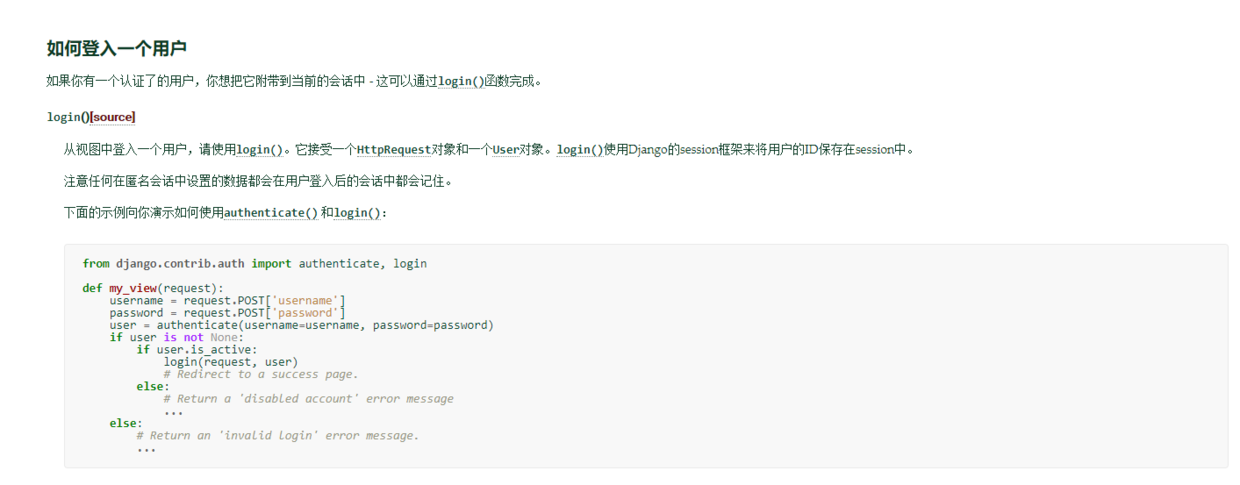 如何登入一个用户
如果你有一个认证了的用户，你想把它附带到当前的会话中 - 这可以通过login()函数完成。
login()[source]
从视图中登入一个用户，请使用login()。它接受一个HttpRequest对象和一个User对象。login()使用Django的session框架来将用户的ID保存在session中。
注意任何在匿名会话中设置的数据都会在用户登入后的会话中都会记住。
下面的示例向你演示如何使用authenticate() 和login()：
from django.contrib.auth import authenticate, login
def my_view(request):
    username = request.POST['username']
    password = request.POST['password']
    user = authenticate(username=username, password=password)
    if user is not None:
        if user.is_active:
            login(request, user)
            # Redirect to a success page.
        else:
            # Return a 'disabled account' error message
            ...
    else:
        # Return an 'invalid login' error message.
        ...